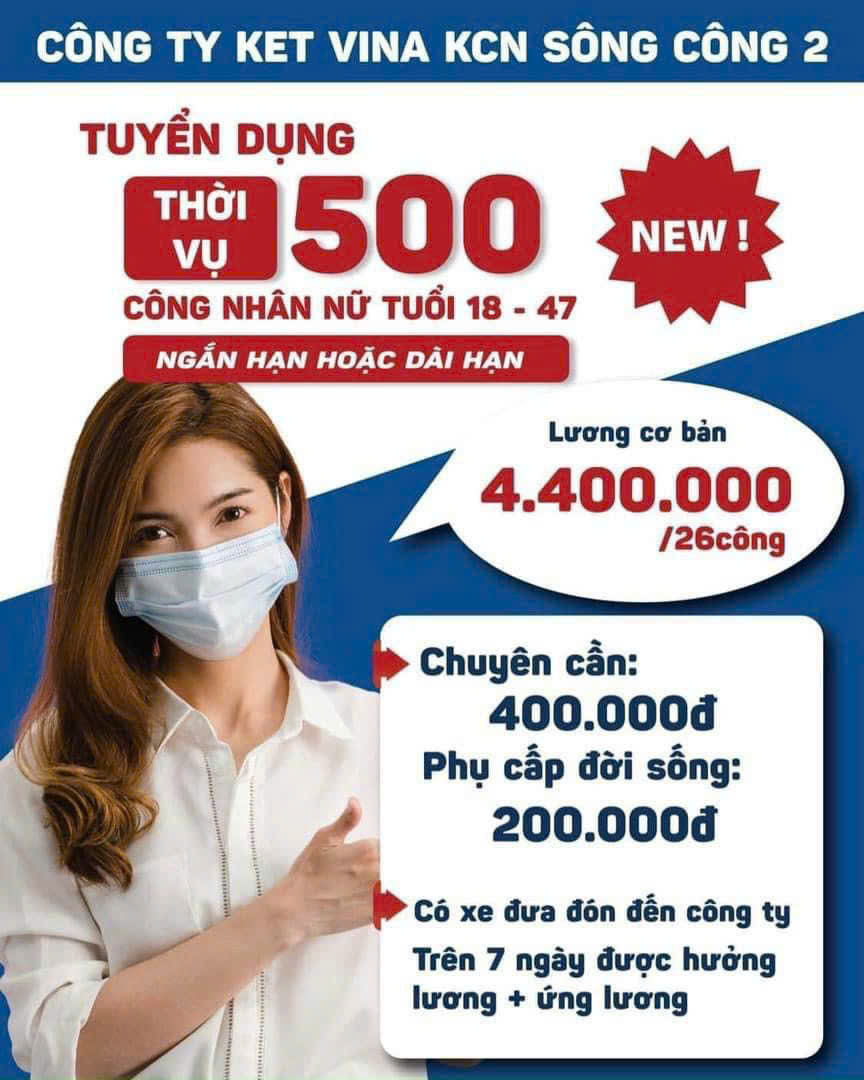 CÔNG TY KET VINA KCN SÔNG CÔNG 2
TUYỂN DỤNG
THỜI VỤ 500
NEW !
CÔNG NHÂN NỮ TUỔI 18 - 47
NGẮN HẠN HOẶC DÀI HẠN
Lương cơ bản
4.400.000
/26công
Chuyên cần:
400.000đ
Phụ cấp đời sống:
200.000đ
Có xe đưa đón đến công ty
Trên 7 ngày được hưởng
lương + ứng lương